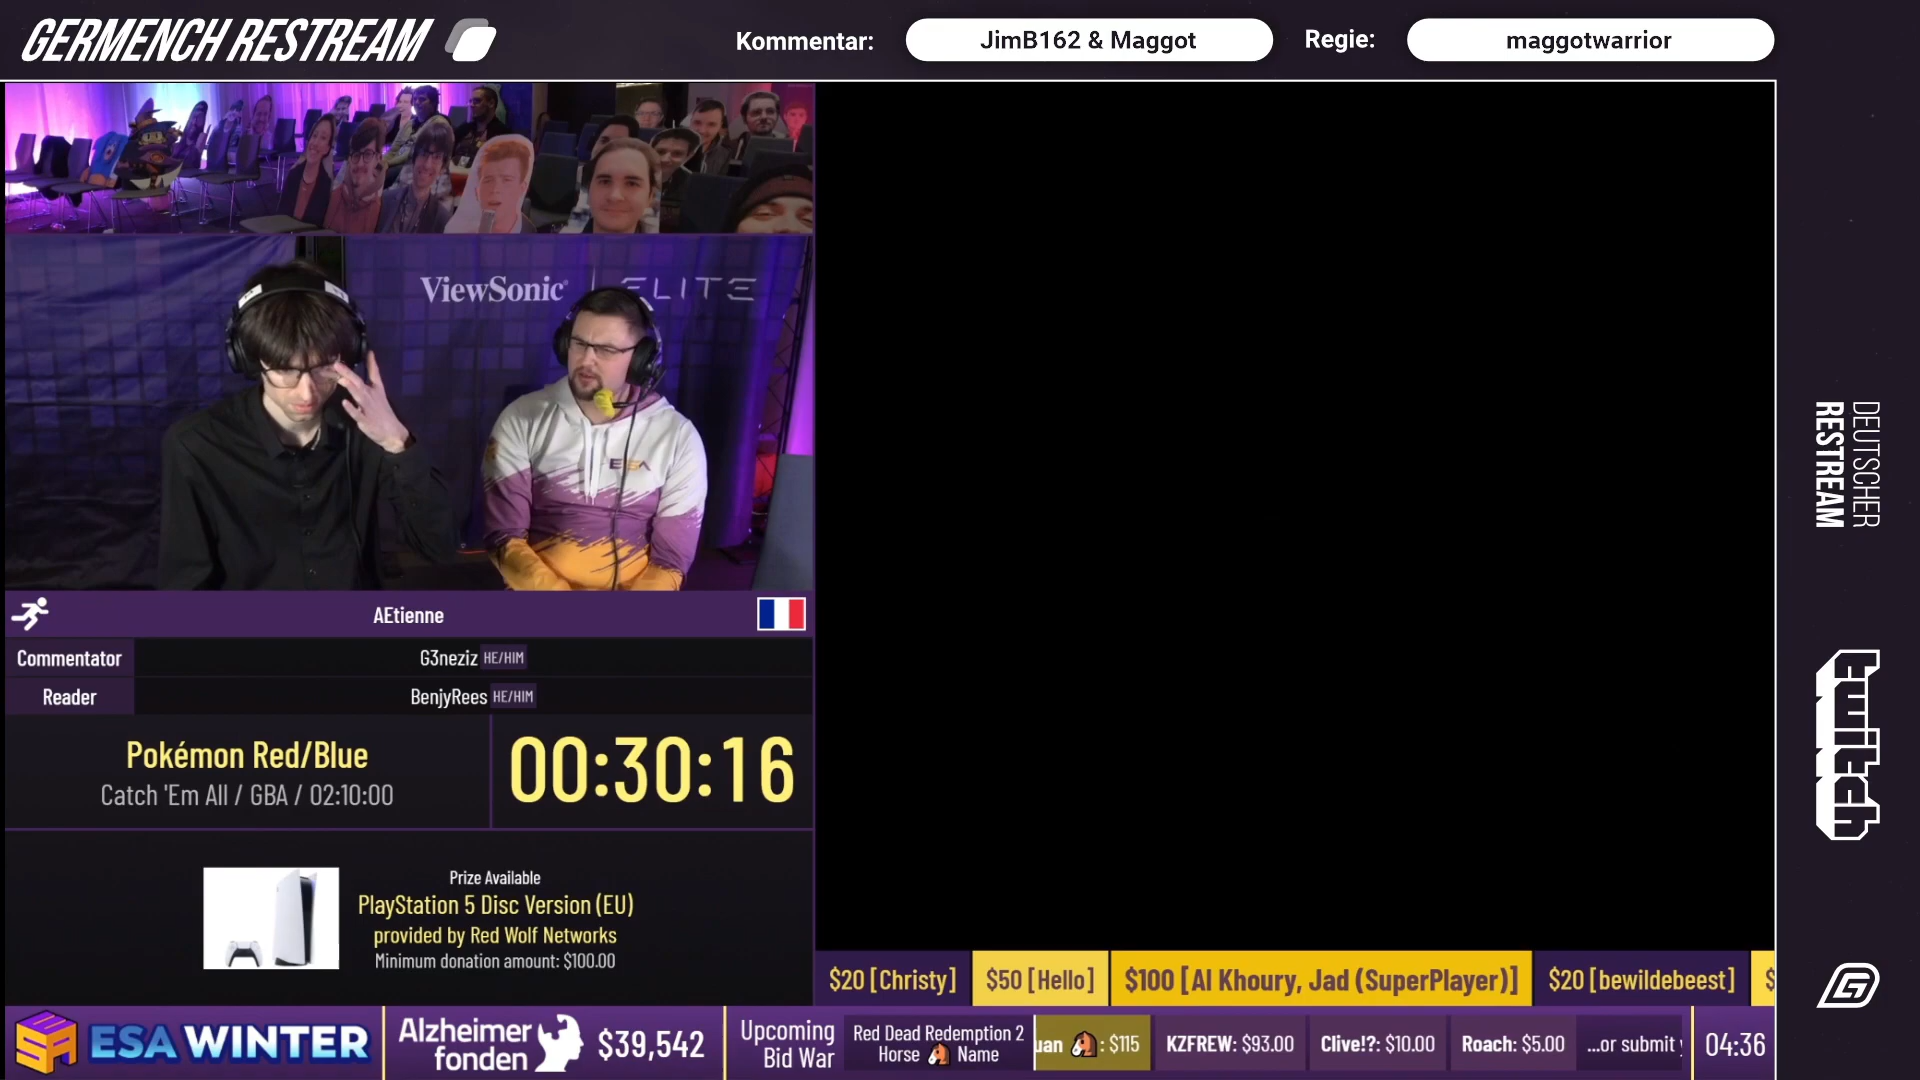 GERMENCH RESTREAM
Kommentar:
JimB162 & Maggot
Regie:
maggotwarrior
ViewSonic | ELITE
ESA
AEtienne
Commentator
G3neziz HE/HIM
Reader
BenjyRees HE/HIM
Pokémon Red/Blue
Catch 'Em All / GBA / 02:10:00
00:30:16
Prize Available
PlayStation 5 Disc Version (EU)
provided by Red Wolf Networks
Minimum donation amount: $100.00
$20 [Christy]
$50 [Hello]
$100 [Al Khoury, Jad (SuperPlayer)]
$20 [bewildebeest]
$
ESA WINTER
Alzheimer
fonden
$39,542
Upcoming
Bid War
Red Dead Redemption 2
Horse 🐴 Name
uan 🐴: $115
KZFREW: $93.00
Clive!?: $10.00
Roach: $5.00
...or submit
04:36
DEUTSCHER
RESTREAM
twitch
G